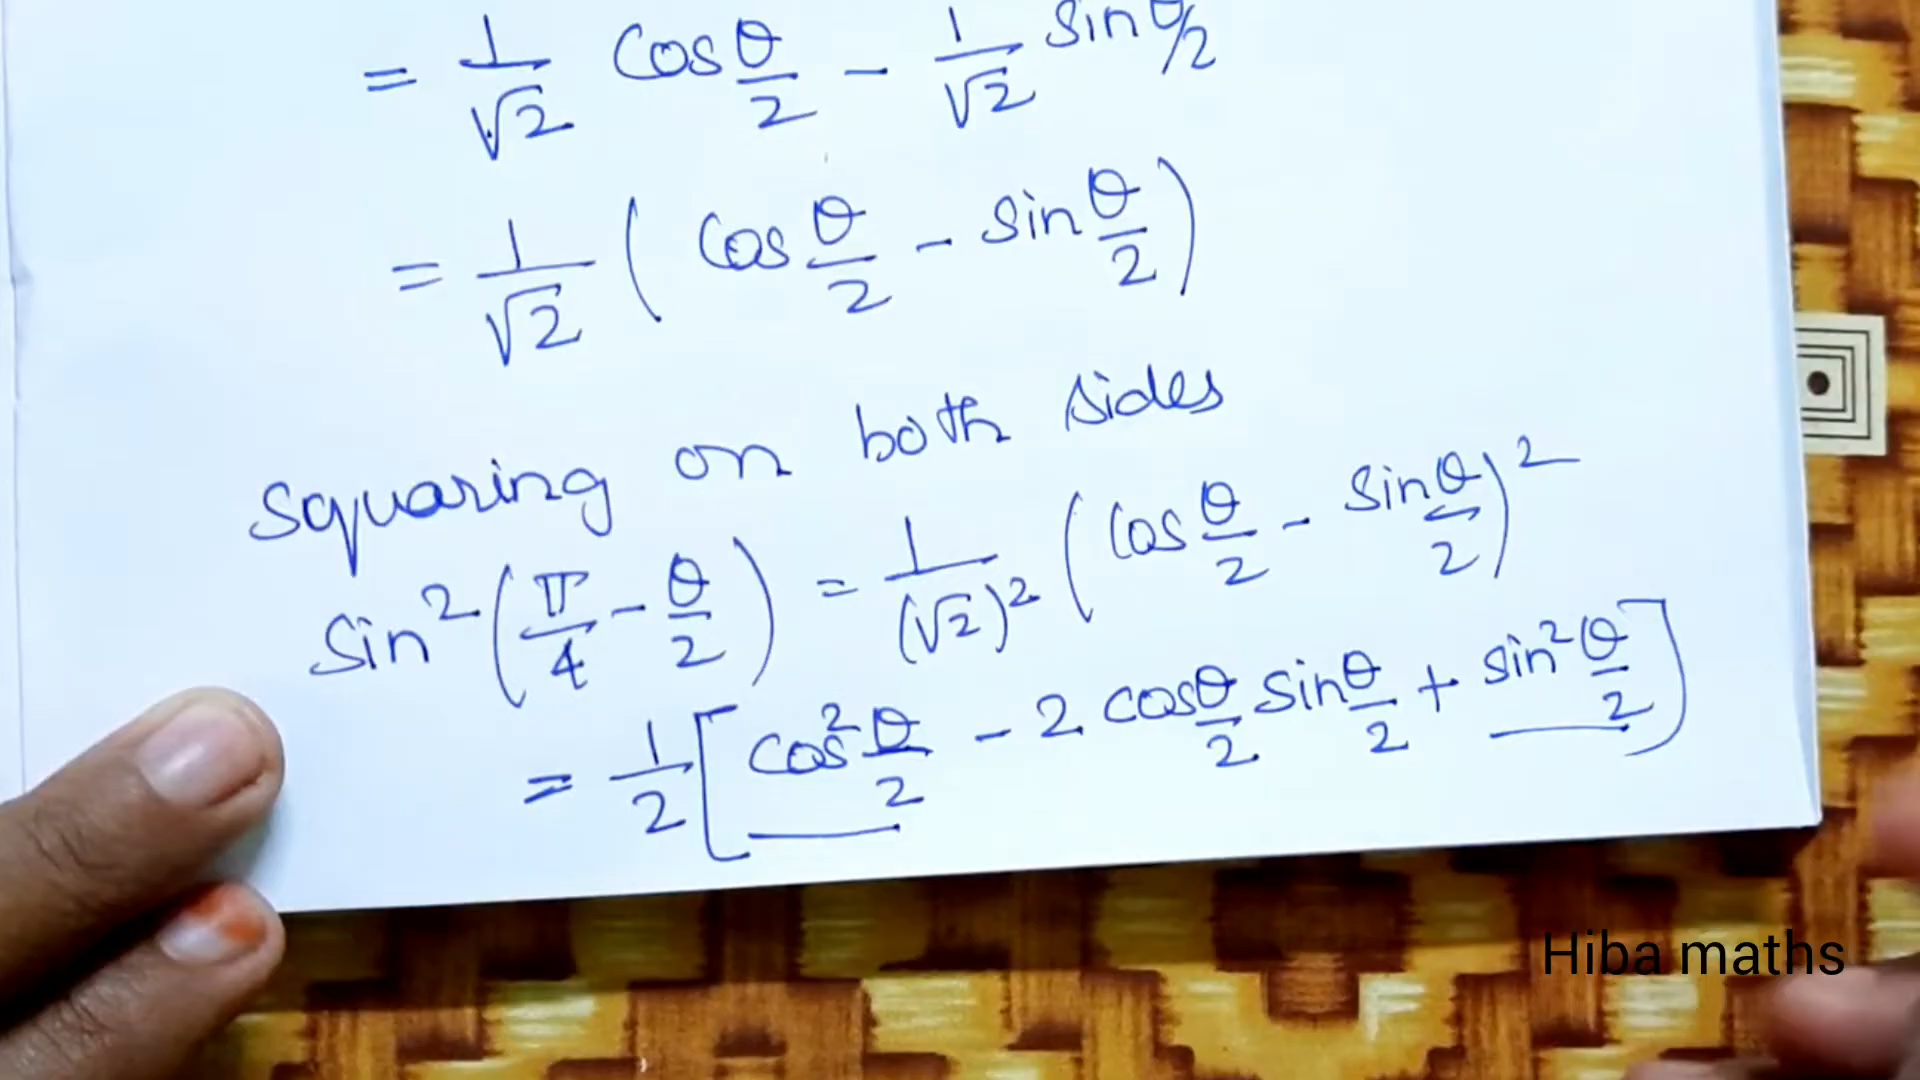 = 1/√2 cos θ/2 - 1/√2 sin θ/2
= 1/√2 ( cos θ/2 - sin θ/2 )
squaring on both sides
sin² ( π/4 - θ/2 ) = 1/(√2)² ( cos θ/2 - sin θ/2 )²
= 1/2 [ cos² θ/2 - 2 cos θ/2 sin θ/2 + sin² θ/2 ]
Hiba maths